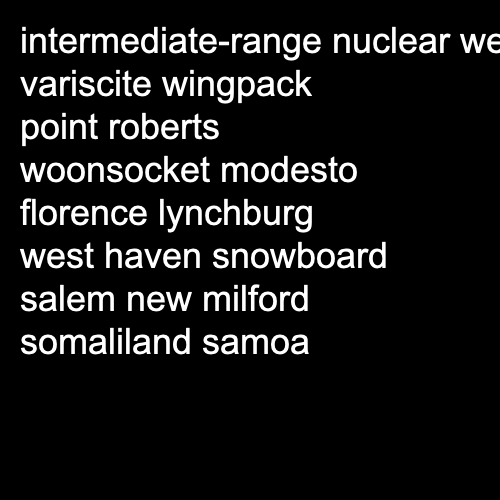 intermediate-range nuclear we
variscite wingpack
point roberts
woonsocket modesto
florence lynchburg
west haven snowboard
salem new milford
somaliland samoa